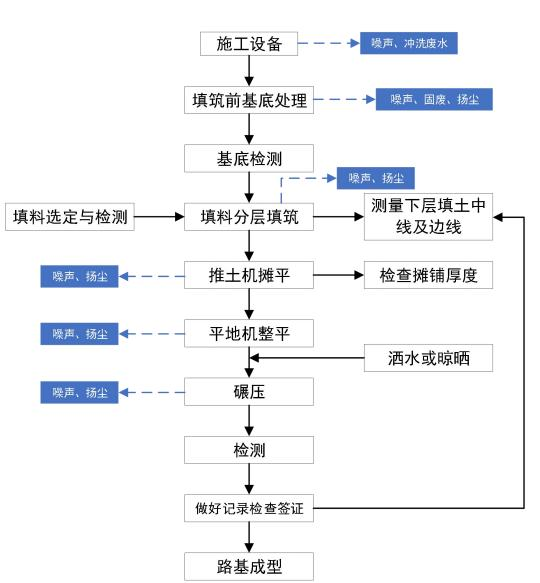 施工设备
噪声、冲洗废水
填筑前基底处理
噪声、固废、扬尘
基底检测
噪声、扬尘
填料选定与检测
填料分层填筑
测量下层填土中
线及边线
噪声、扬尘
推土机摊平
检查摊铺厚度
噪声、扬尘
平地机整平
洒水或晾晒
噪声、扬尘
碾压
检测
做好记录检查签证
路基成型